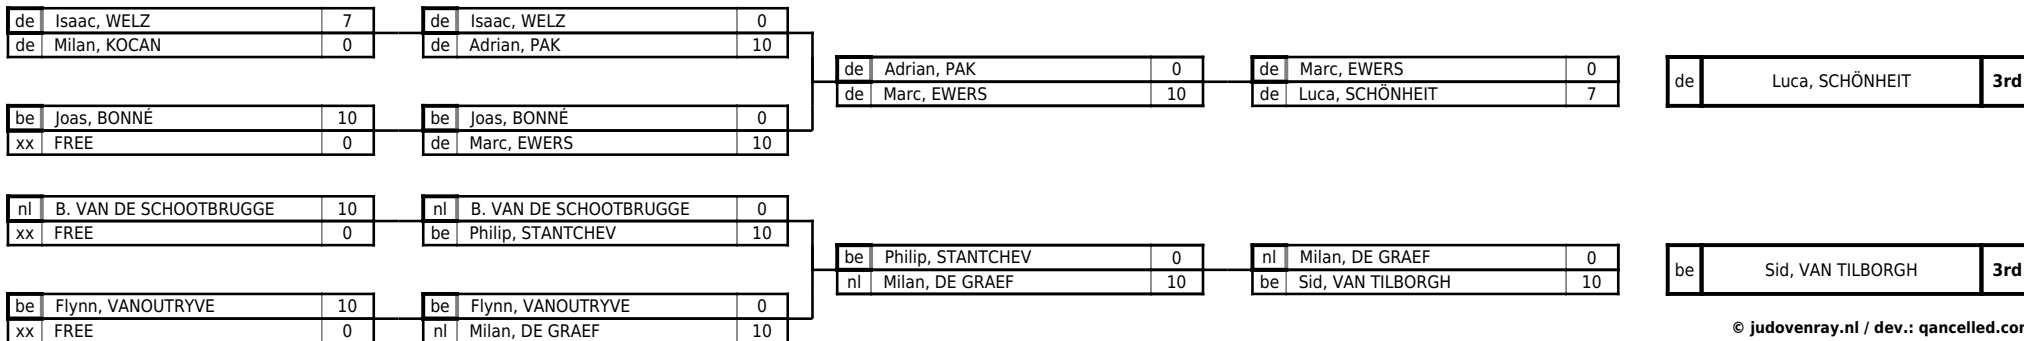 de Isaac, WELZ 7
de Milan, KOCAN 0
be Joas, BONNÉ 10
xx FREE 0
nl B. VAN DE SCHOOTBRUGGE 10
xx FREE 0
be Flynn, VANOUTRYVE 10
xx FREE 0
de Isaac, WELZ 0
de Adrian, PAK 10
be Joas, BONNÉ 0
de Marc, EWERS 10
nl B. VAN DE SCHOOTBRUGGE 0
be Philip, STANTCHEV 10
be Flynn, VANOUTRYVE 0
nl Milan, DE GRAEF 10
de Adrian, PAK 0
de Marc, EWERS 10
be Philip, STANTCHEV 0
nl Milan, DE GRAEF 10
de Marc, EWERS 0
de Luca, SCHÖNHEIT 7
nl Milan, DE GRAEF 0
be Sid, VAN TILBORGH 10
de Luca, SCHÖNHEIT 3rd
be Sid, VAN TILBORGH 3rd
© judovenray.nl / dev.: qancelled.com